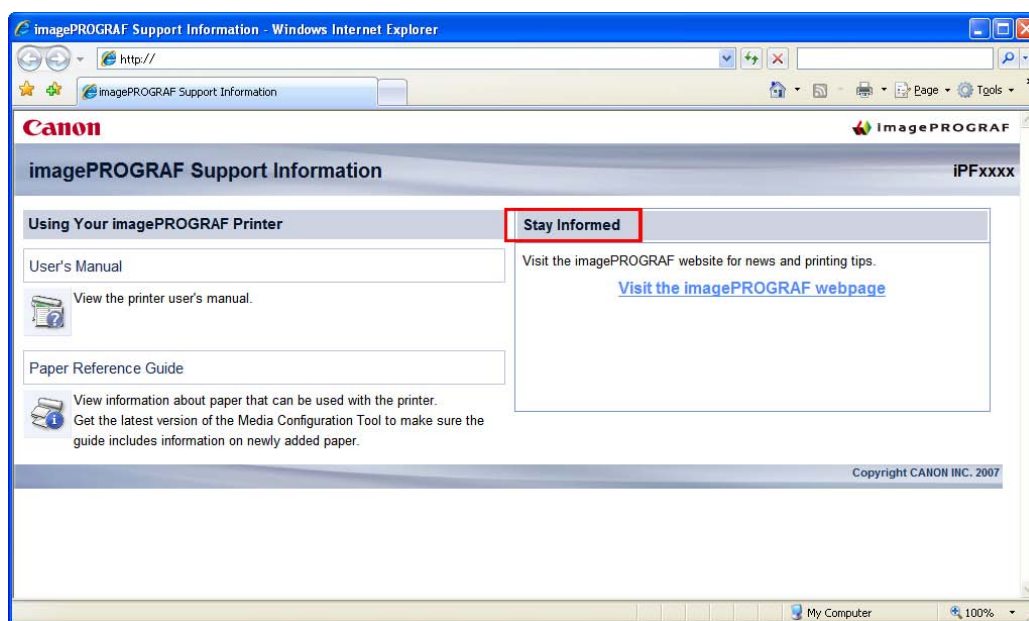 imagePROGRAF Support Information - Windows Internet Explorer
http://
imagePROGRAF Support Information
Page
Tools
Canon
imagePROGRAF
imagePROGRAF Support Information
iPFxxxx
Using Your imagePROGRAF Printer
User's Manual
View the printer user's manual.
Paper Reference Guide
View information about paper that can be used with the printer.
Get the latest version of the Media Configuration Tool to make sure the
guide includes information on newly added paper.
Stay Informed
Visit the imagePROGRAF website for news and printing tips.
Visit the imagePROGRAF webpage
Copyright CANON INC. 2007
My Computer
100%